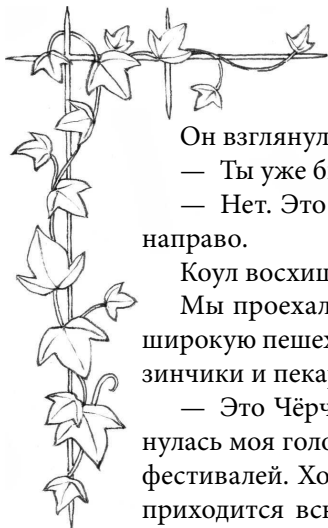 Он взглянул
— Ты уже б
— Нет. Это
направо.
Коул восхищ
Мы проехал
широкую пешех
зинчики и пекар
— Это Чёрч
нулась моя голо
фестивалей. Хо
приходится вск